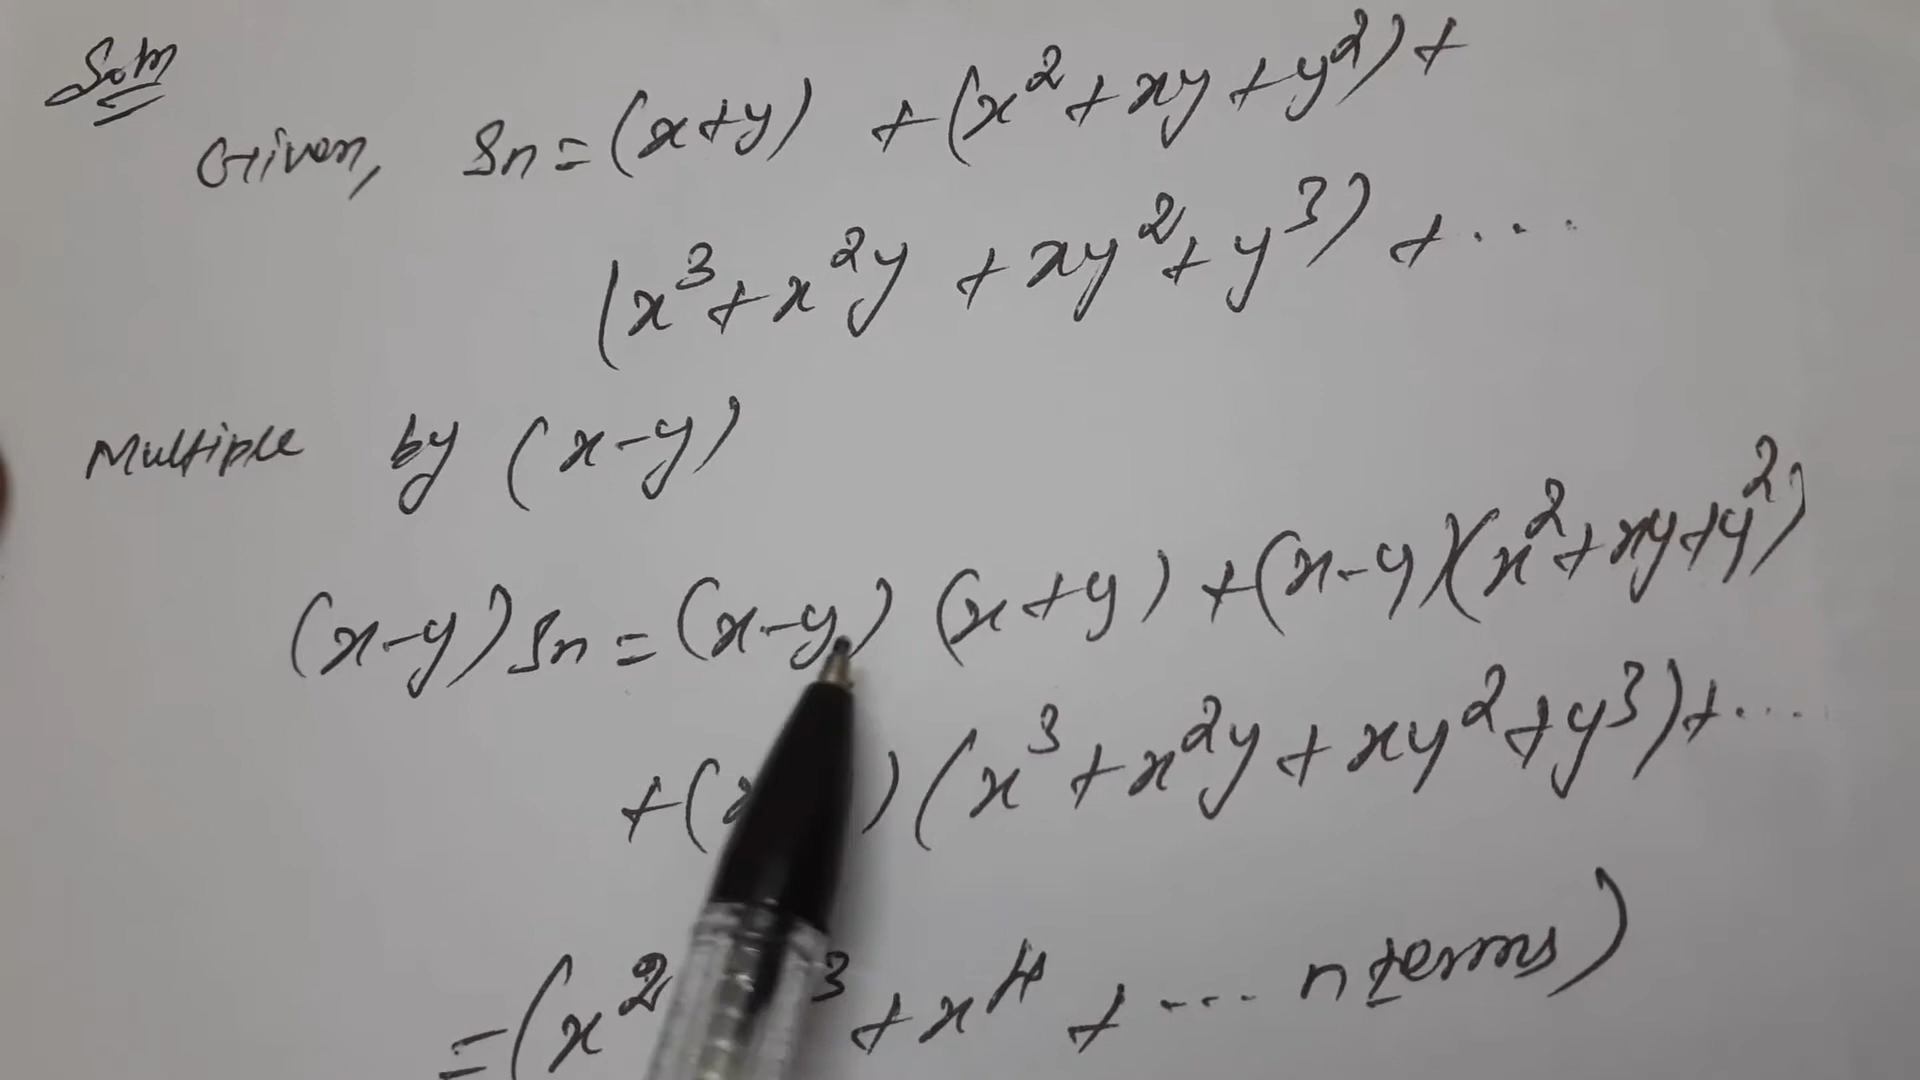 Soln
Given, Sn = (x+y) + (x² + xy + y²) +
(x³ + x²y + xy² + y³) + ....
Multiple by (x-y)
(x-y) Sn = (x-y) (x+y) + (x-y)(x² + xy + y²)
+ (x ) (x³ + x²y + xy² + y³) + ....
= (x² ³ + x⁴ + .... n terms)